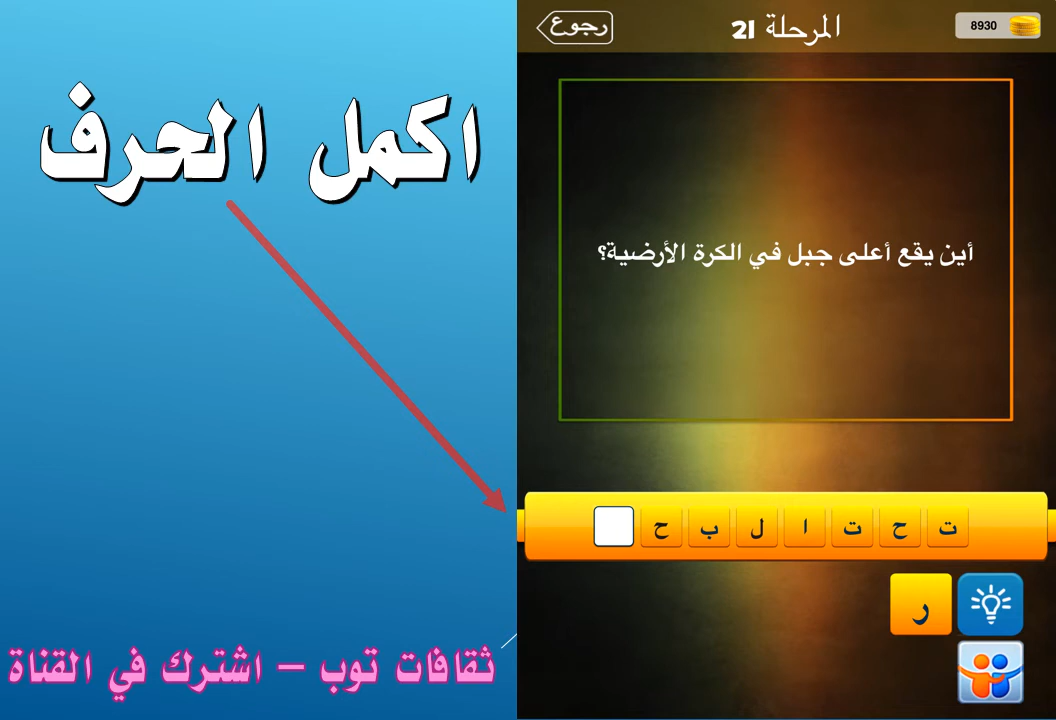 اكمل الحرف
ثقافات توب – اشترك في القناة
رجوع
المرحلة 21
8930
أين يقع أعلى جبل في الكرة الأرضية؟
ت ح ت ا ل ب ح
ر